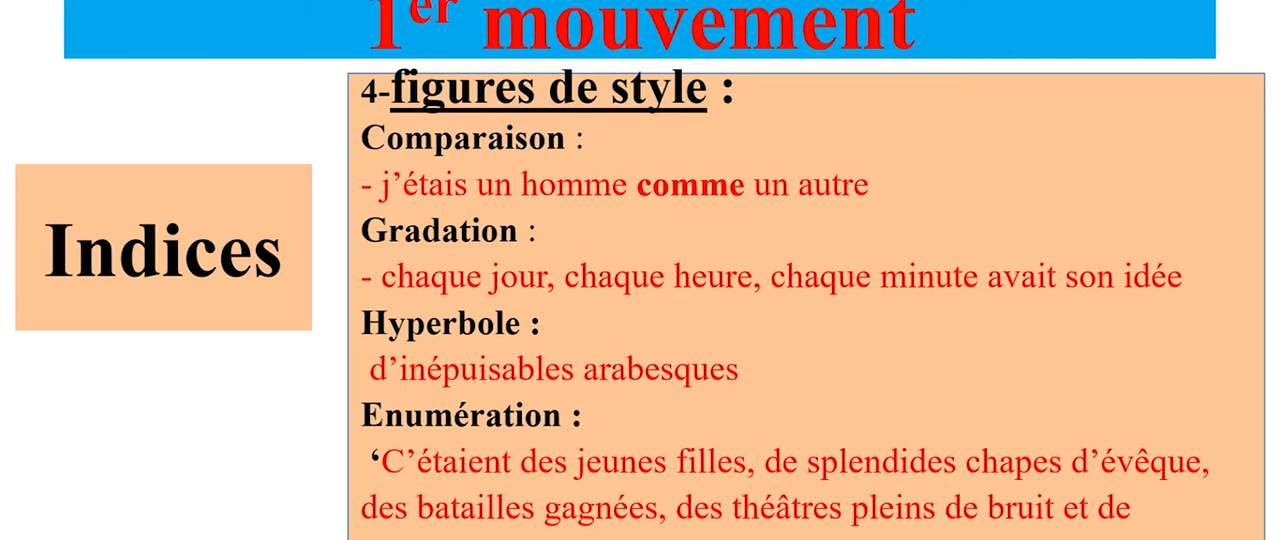 1er mouvement
4-figures de style :
Comparaison :
Indices
- j’étais un homme comme un autre
Gradation :
- chaque jour, chaque heure, chaque minute avait son idée
Hyperbole :
d’inépuisables arabesques
Enumération :
‘C’étaient des jeunes filles, de splendides chapes d’évêque,
des batailles gagnées, des théâtres pleins de bruit et de